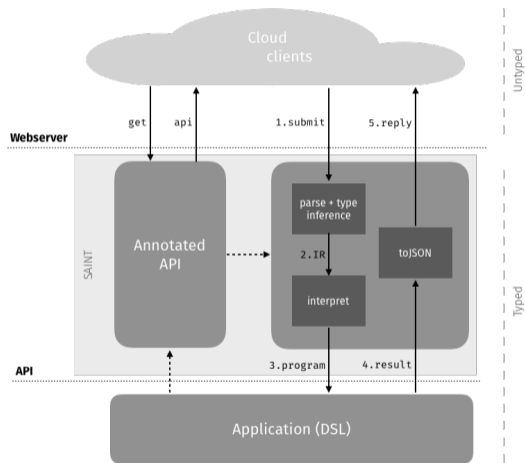 Cloud
clients
Untyped
get
api
1.submit
5.reply
Webserver
parse + type
inference
Annotated
API
SAINT
2.IR
toJSON
interpret
Typed
3.program
4.result
API
Application (DSL)